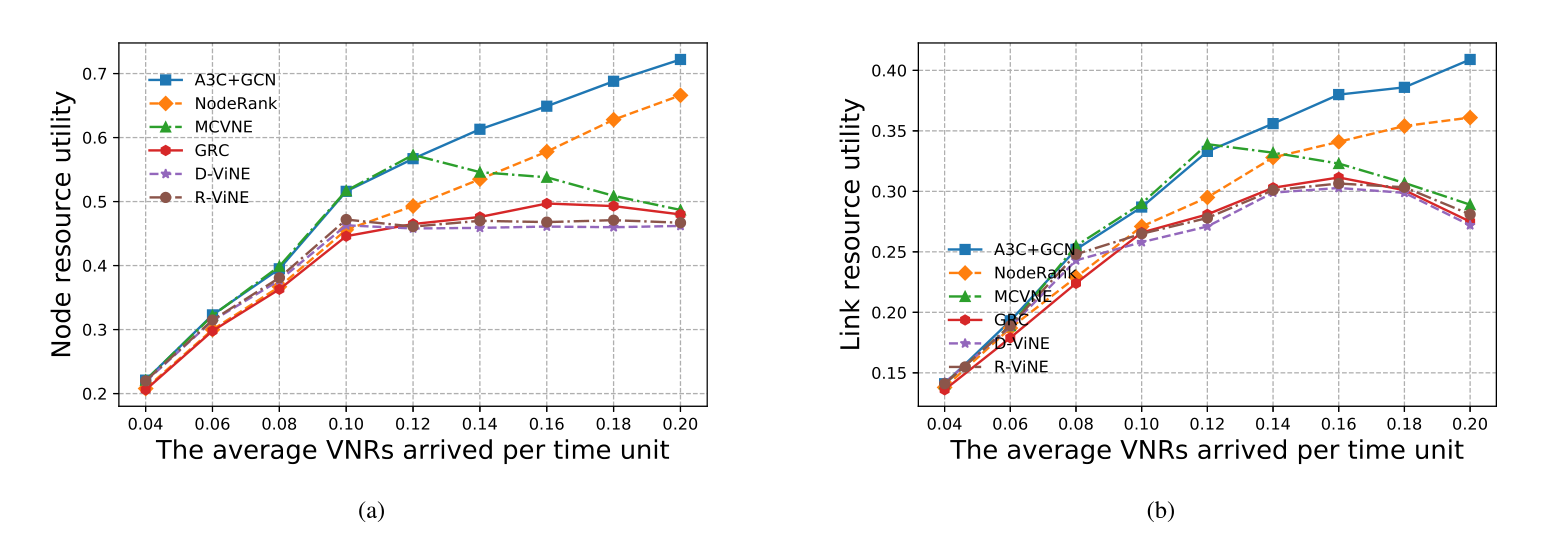 Node resource utility
0.7
0.6
0.5
0.4
0.3
0.2
A3C+GCN
NodeRank
MCVNE
GRC
D-ViNE
R-ViNE
0.04 0.06 0.08 0.10 0.12 0.14 0.16 0.18 0.20
The average VNRs arrived per time unit
(a)
Link resource utility
0.40
0.35
0.30
0.25
0.20
0.15
A3C+GCN
NodeRank
MCVNE
GRC
D-ViNE
R-ViNE
0.04 0.06 0.08 0.10 0.12 0.14 0.16 0.18 0.20
The average VNRs arrived per time unit
(b)